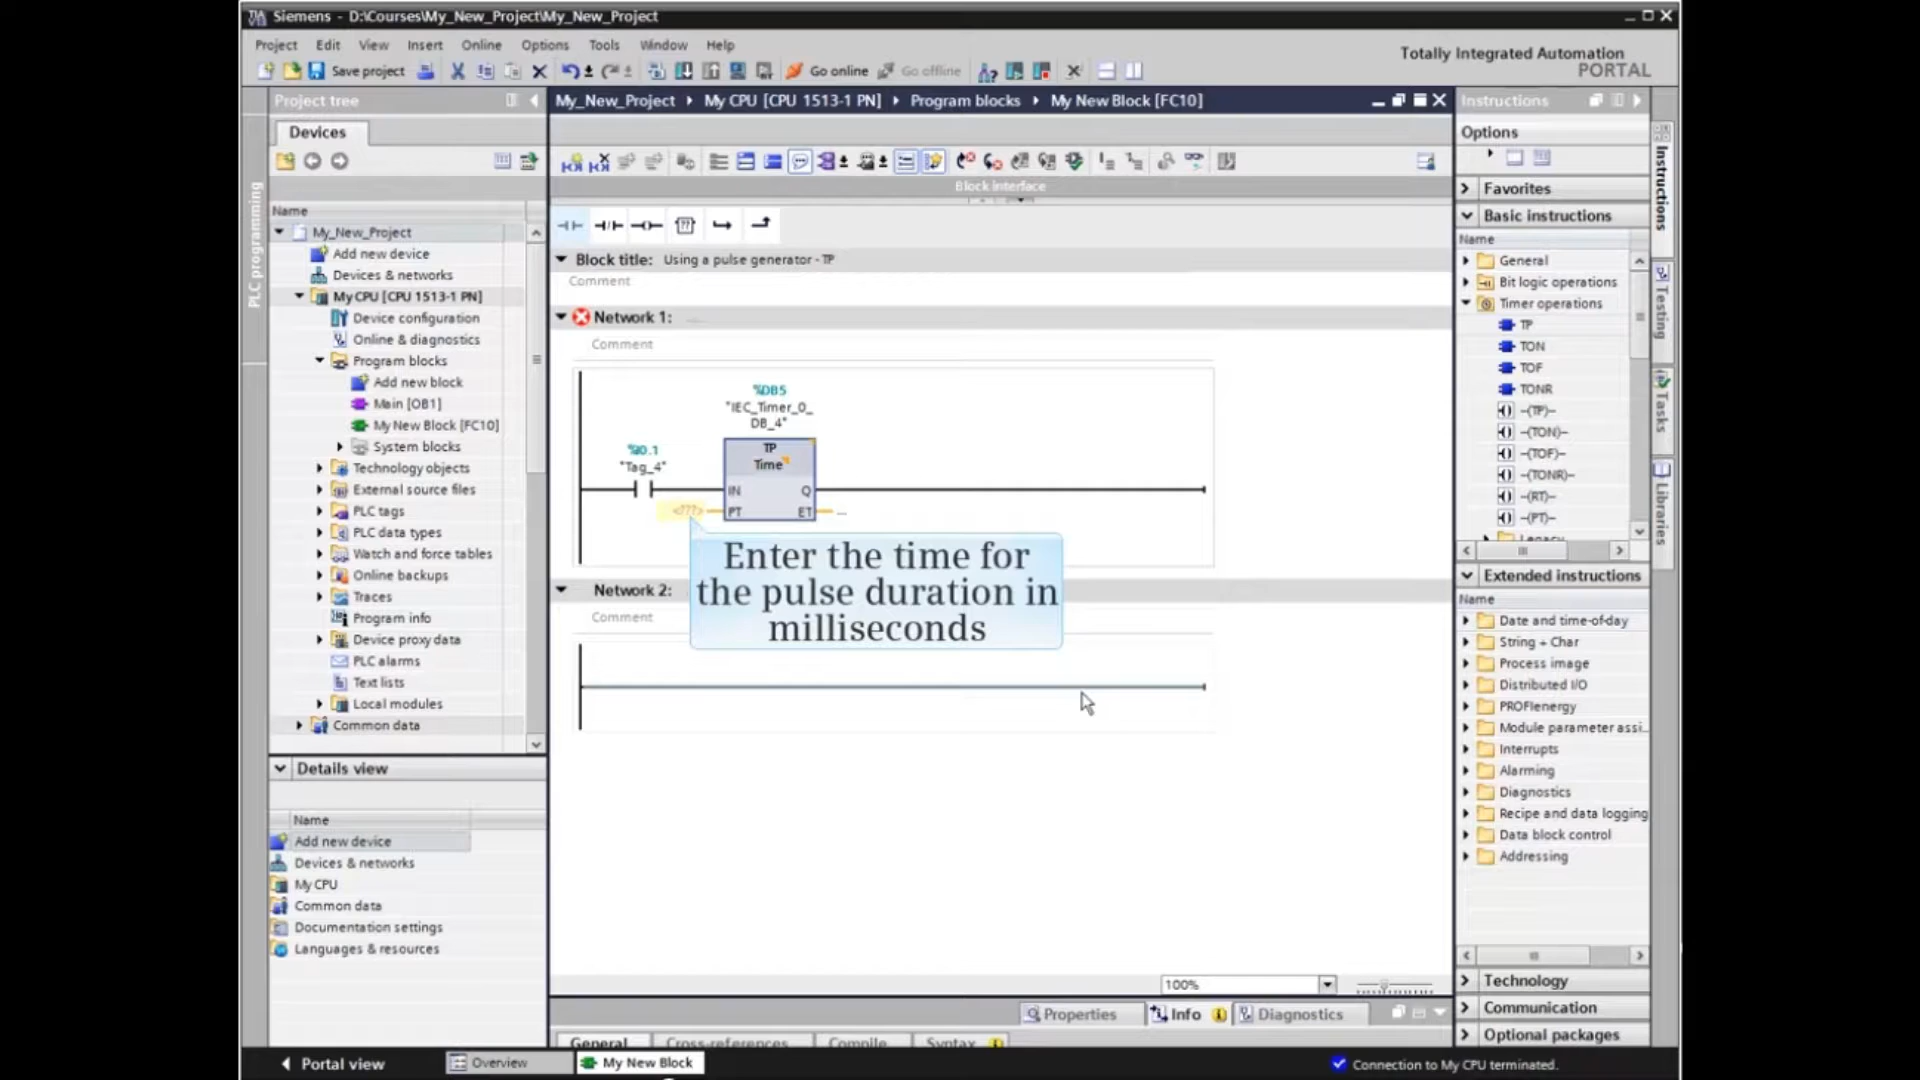 Siemens - D:\Courses\My_New_Project\My_New_Project
Project Edit View Insert Online Options Tools Window Help
Totally Integrated Automation
PORTAL
Save project
Go online
Go offline
Project tree
Devices
PLC programming
Name
My_New_Project
Add new device
Devices & networks
My CPU [CPU 1513-1 PN]
Device configuration
Online & diagnostics
Program blocks
Add new block
Main [OB1]
My New Block [FC10]
System blocks
Technology objects
External source files
PLC tags
PLC data types
Watch and force tables
Online backups
Traces
Program info
Device proxy data
PLC alarms
Text lists
Local modules
Common data
Details view
Name
Add new device
Devices & networks
My CPU
Common data
Documentation settings
Languages & resources
My_New_Project
My CPU [CPU 1513-1 PN]
Program blocks
My New Block [FC10]
Block interface
Block title: Using a pulse generator - TP
Comment
Network 1:
Comment
%DB5
"IEC_Timer_0_
DB_4"
%I0.1
"Tag_4"
TP
Time
IN
Q
<???>
PT
ET
...
Enter the time for
the pulse duration in
milliseconds
Network 2:
Comment
100%
Properties
Info
Diagnostics
General
Cross-references
Compile
Syntax
Instructions
Options
Favorites
Basic instructions
Name
General
Bit logic operations
Timer operations
TP
TON
TOF
TONR
-(TP)-
-(TON)-
-(TOF)-
-(TONR)-
-(RT)-
-(PT)-
Legacy
Extended instructions
Name
Date and time-of-day
String + Char
Process image
Distributed I/O
PROFIenergy
Module parameter assi...
Interrupts
Alarming
Diagnostics
Recipe and data logging
Data block control
Addressing
Technology
Communication
Optional packages
Instructions
Testing
Tasks
Libraries
Portal view
Overview
My New Block
Connection to My CPU terminated.